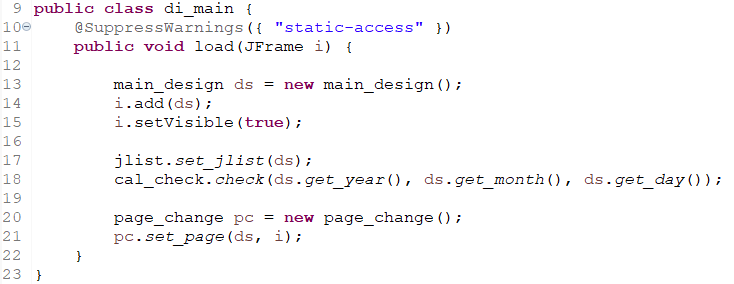 9 public class di_main {
10 @SuppressWarnings({ "static-access" })
11 public void load(JFrame i) {
12
13 main_design ds = new main_design();
14 i.add(ds);
15 i.setVisible(true);
16
17 jlist.set_jlist(ds);
18 cal_check.check(ds.get_year(), ds.get_month(), ds.get_day());
19
20 page_change pc = new page_change();
21 pc.set_page(ds, i);
22 }
23 }